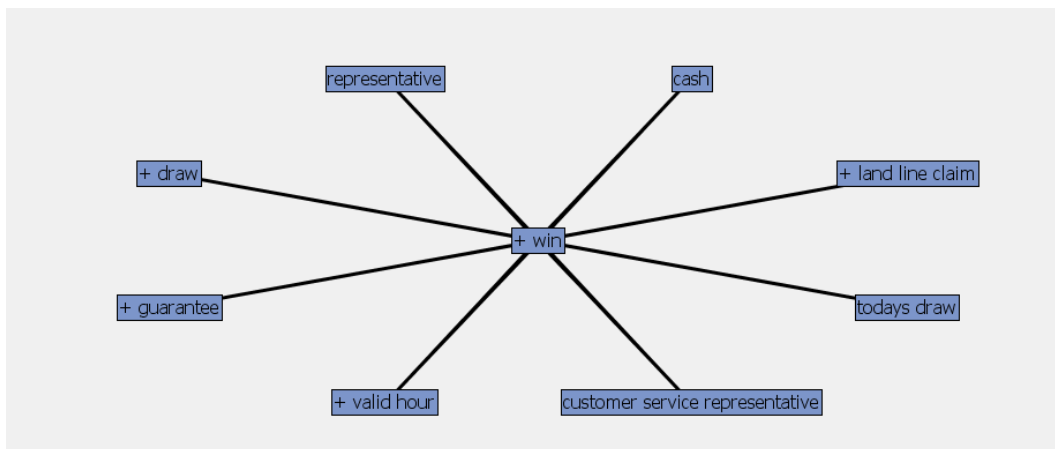 representative
cash
+ draw
+ land line claim
+ win
+ guarantee
todays draw
+ valid hour
customer service representative